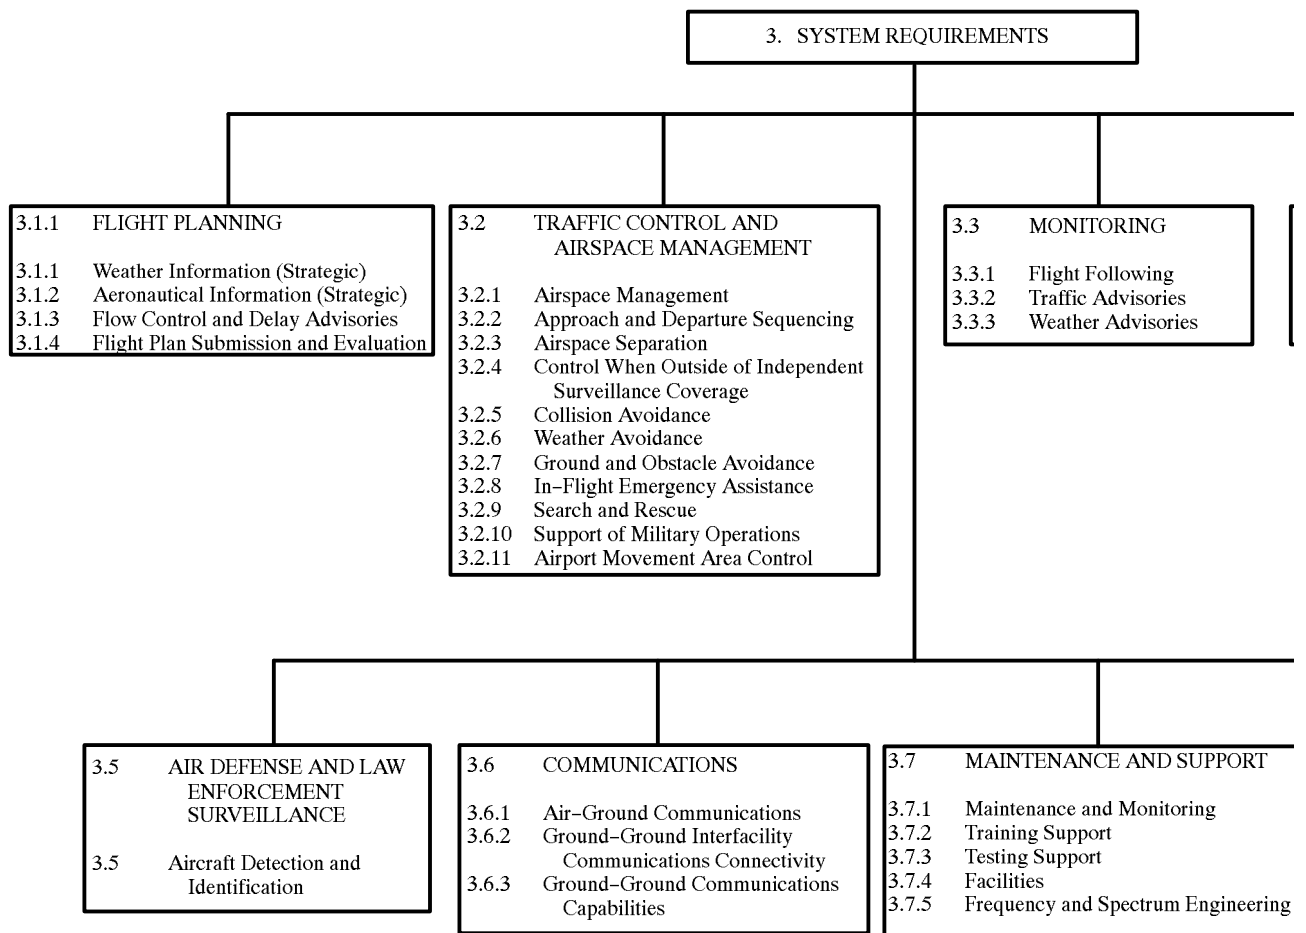 3. SYSTEM REQUIREMENTS
3.1.1 FLIGHT PLANNING
3.1.1 Weather Information (Strategic)
3.1.2 Aeronautical Information (Strategic)
3.1.3 Flow Control and Delay Advisories
3.1.4 Flight Plan Submission and Evaluation
3.2 TRAFFIC CONTROL AND
AIRSPACE MANAGEMENT
3.2.1 Airspace Management
3.2.2 Approach and Departure Sequencing
3.2.3 Airspace Separation
3.2.4 Control When Outside of Independent
Surveillance Coverage
3.2.5 Collision Avoidance
3.2.6 Weather Avoidance
3.2.7 Ground and Obstacle Avoidance
3.2.8 In–Flight Emergency Assistance
3.2.9 Search and Rescue
3.2.10 Support of Military Operations
3.2.11 Airport Movement Area Control
3.3 MONITORING
3.3.1 Flight Following
3.3.2 Traffic Advisories
3.3.3 Weather Advisories
3.5 AIR DEFENSE AND LAW
ENFORCEMENT
SURVEILLANCE
3.5 Aircraft Detection and
Identification
3.6 COMMUNICATIONS
3.6.1 Air–Ground Communications
3.6.2 Ground–Ground Interfacility
Communications Connectivity
3.6.3 Ground–Ground Communications
Capabilities
3.7 MAINTENANCE AND SUPPORT
3.7.1 Maintenance and Monitoring
3.7.2 Training Support
3.7.3 Testing Support
3.7.4 Facilities
3.7.5 Frequency and Spectrum Engineering